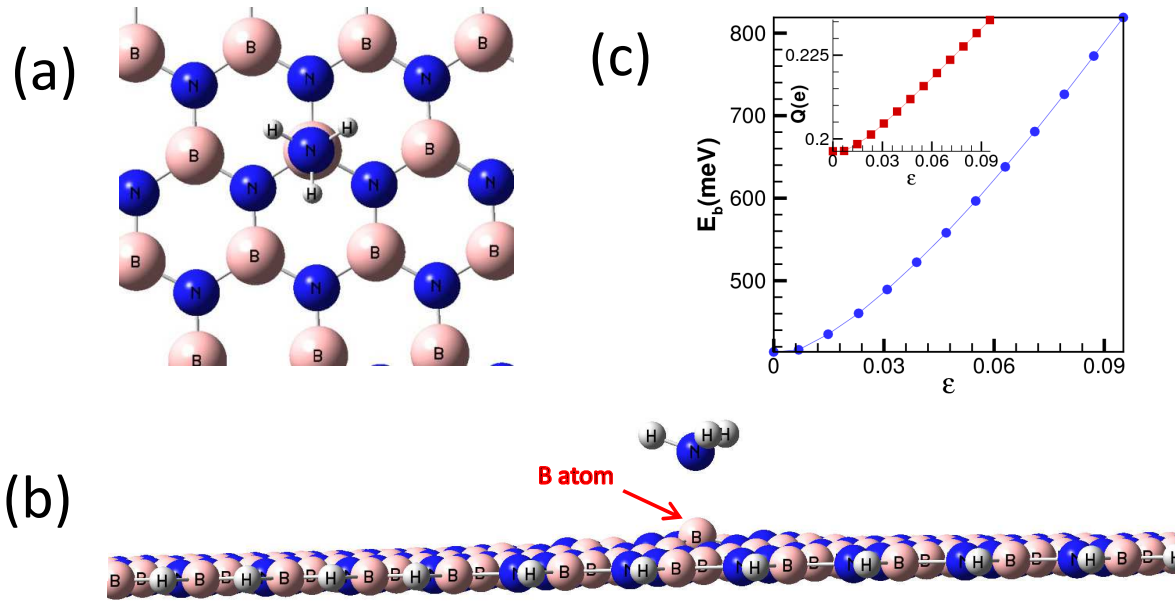 (a)
B B B B
N N N
H H
B N B
N N N N
H
B B B B
N N N
B B B
(c)
800
700
600
500
E_b(meV)
0 0.03 0.06 0.09
ε
0.225
0.2
Q(e)
0 0.03 0.06 0.09
ε
(b)
H H H
N
B atom
B
B H B H B H B H B N H B N H B B N H B B N H B B N H B B H